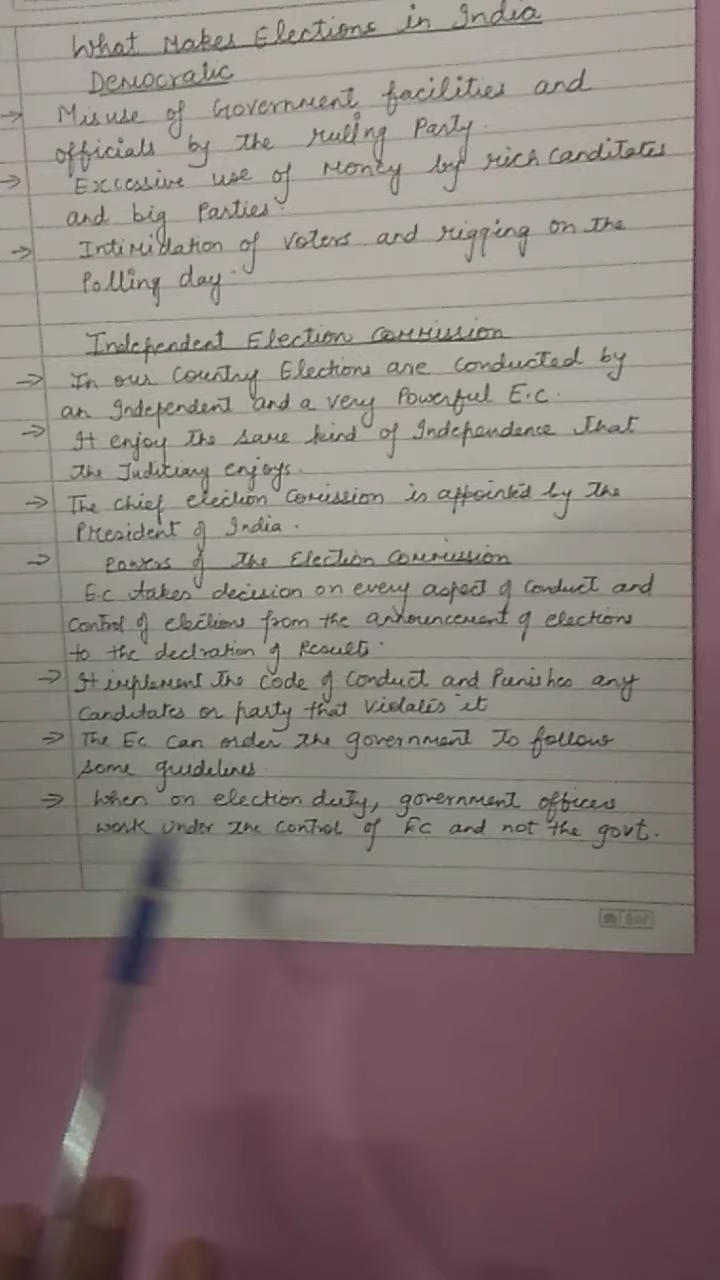 What Makes Elections in India
Democratic
→ Misuse of Government facilities and
officials by the ruling Party.
→ Excessive use of Money by rich canditates
and big Parties.
→ Intimidation of voters and rigging on the
Polling day.
Independent Election Commission
→ In our Country Elections are conducted by
an Independent and a very Powerful E.C.
→ It enjoy the same kind of Independence That
the Juditiary enjoys.
→ The chief election Comission is appointed by the
President of India.
→ Powers of The Election Commission
E.C takes decision on every aspect of Conduct and
Control of elections from the announcement of elections
to the declration of Results.
→ It implement the code of Conduct and Punishes any
Canditates or party that violates it
→ The EC Can order the government To follow
some guidelines.
→ When on election duty, government officers
work under the control of EC and not the govt.